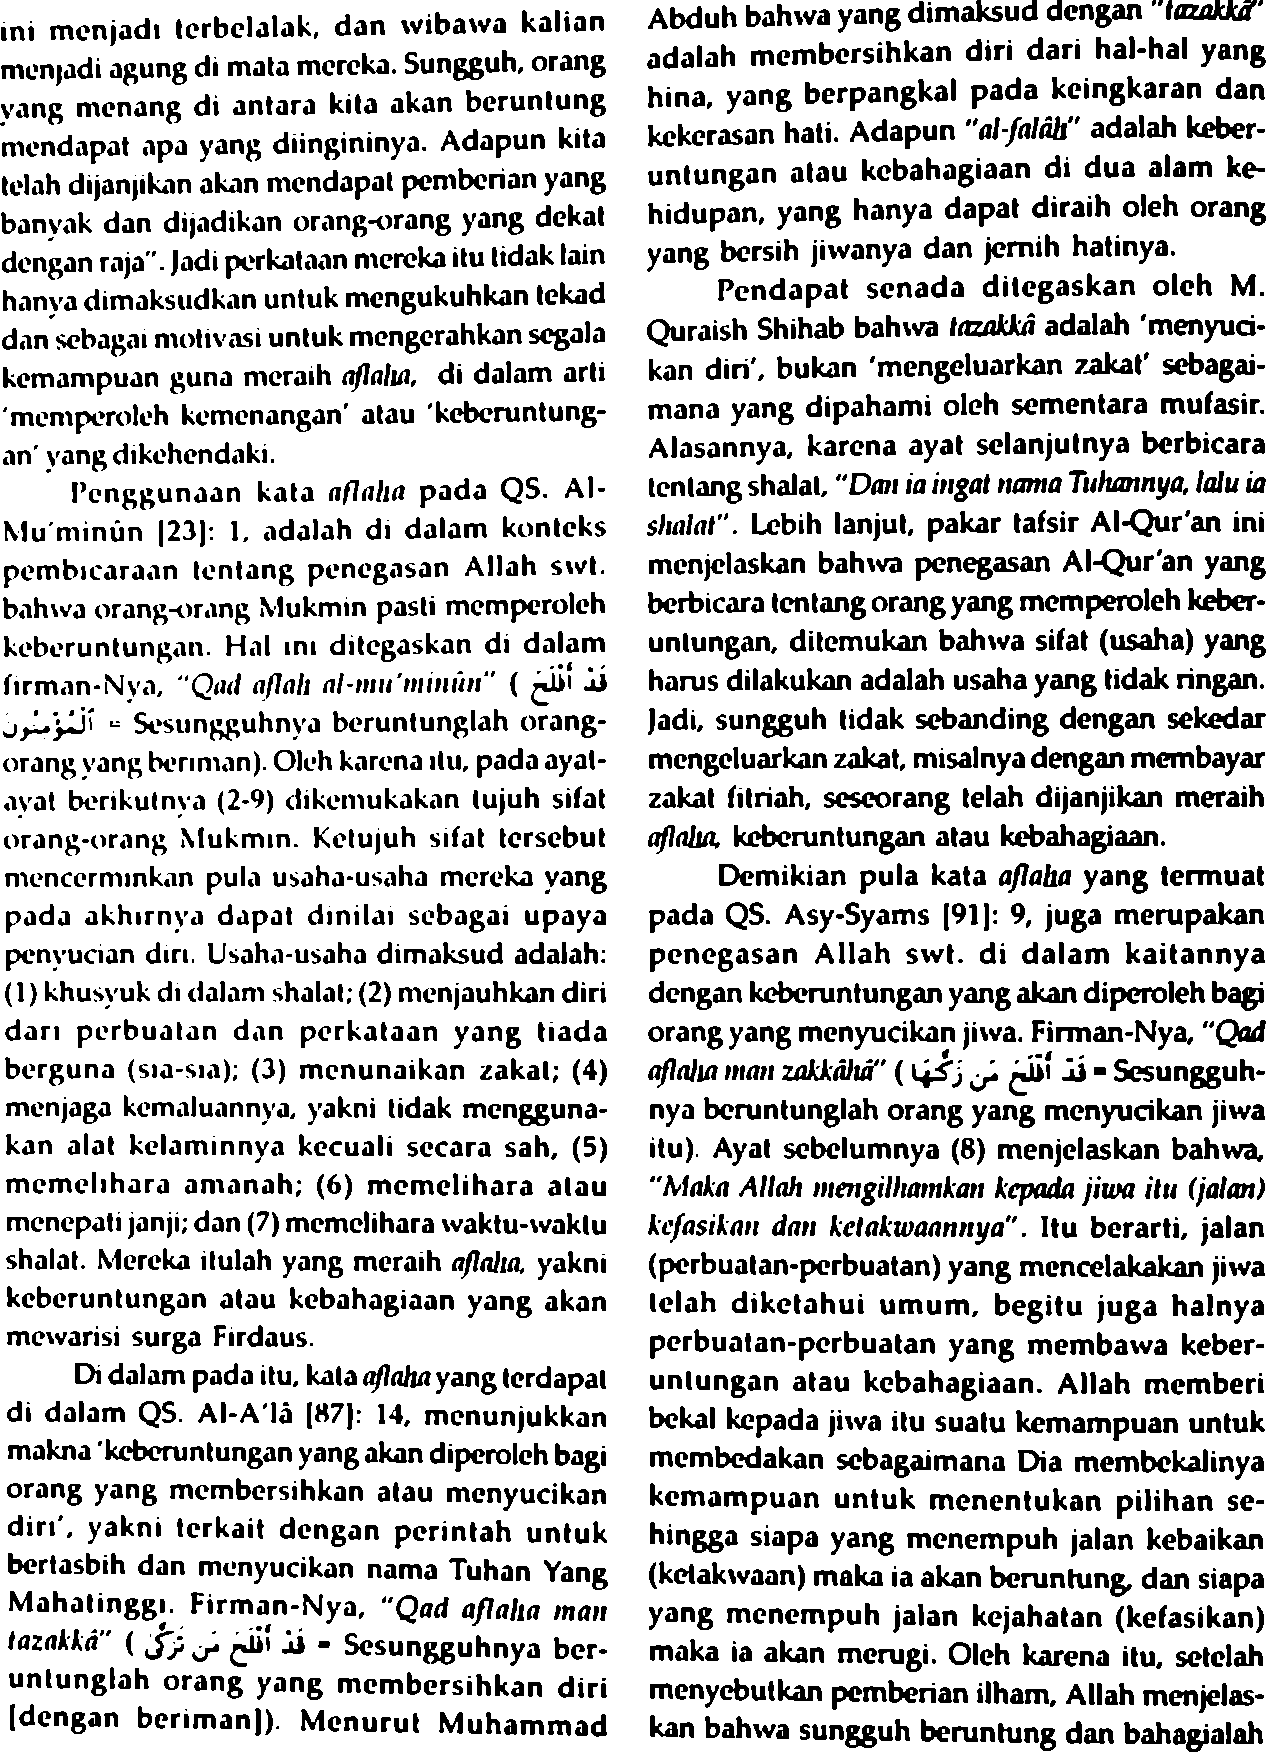 ini menjadi terbelalak, dan wibawa kalian
menjadi agung di mata mereka. Sungguh, orang
yang menang di antara kita akan beruntung
mendapat apa yang diingininya. Adapun kita
telah dijanjikan akan mendapat pemberian yang
banyak dan dijadikan orang-orang yang dekat
dengan raja". Jadi perkataan mereka itu tidak lain
hanya dimaksudkan untuk mengukuhkan tekad
dan sebagai motivasi untuk mengerahkan segala
kemampuan guna meraih aflaha, di dalam arti
'memperoleh kemenangan' atau 'keberuntung-
an' yang dikehendaki.
Penggunaan kata aflaha pada QS. Al-
Mu'minûn [23]: 1, adalah di dalam konteks
pembicaraan tentang penegasan Allah swt.
bahwa orang-orang Mukmin pasti memperoleh
keberuntungan. Hal ini ditegaskan di dalam
firman-Nya, "Qad aflah al-mu'minûn" ( قَدْ أَفْلَحَ
ٱلْمُؤْمِنُونَ = Sesungguhnya beruntunglah orang-
orang yang beriman). Oleh karena itu, pada ayat-
ayat berikutnya (2-9) dikemukakan tujuh sifat
orang-orang Mukmin. Ketujuh sifat tersebut
mencerminkan pula usaha-usaha mereka yang
pada akhirnya dapat dinilai sebagai upaya
penyucian diri. Usaha-usaha dimaksud adalah:
(1) khusyuk di dalam shalat; (2) menjauhkan diri
dari perbuatan dan perkataan yang tiada
berguna (sia-sia); (3) menunaikan zakat; (4)
menjaga kemaluannya, yakni tidak mengguna-
kan alat kelaminnya kecuali secara sah, (5)
memelihara amanah; (6) memelihara atau
menepati janji; dan (7) memelihara waktu-waktu
shalat. Mereka itulah yang meraih aflaha, yakni
keberuntungan atau kebahagiaan yang akan
mewarisi surga Firdaus.
Di dalam pada itu, kata aflaha yang terdapat
di dalam QS. Al-A'lâ [87]: 14, menunjukkan
makna 'keberuntungan yang akan diperoleh bagi
orang yang membersihkan atau menyucikan
diri', yakni terkait dengan perintah untuk
bertasbih dan menyucikan nama Tuhan Yang
Mahatinggi. Firman-Nya, "Qad aflaha man
tazakkâ" ( قَدْ أَفْلَحَ مَن تَزَكَّىٰ = Sesungguhnya ber-
untunglah orang yang membersihkan diri
[dengan beriman]). Menurut Muhammad
Abduh bahwa yang dimaksud dengan "tazakkâ"
adalah membersihkan diri dari hal-hal yang
hina, yang berpangkal pada keingkaran dan
kekerasan hati. Adapun "al-falâh" adalah keber-
untungan atau kebahagiaan di dua alam ke-
hidupan, yang hanya dapat diraih oleh orang
yang bersih jiwanya dan jernih hatinya.
Pendapat senada ditegaskan oleh M.
Quraish Shihab bahwa tazakkâ adalah 'menyuci-
kan diri', bukan 'mengeluarkan zakat' sebagai-
mana yang dipahami oleh sementara mufasir.
Alasannya, karena ayat selanjutnya berbicara
tentang shalat, "Dan ia ingat nama Tuhannya, lalu ia
shalat". Lebih lanjut, pakar tafsir Al-Qur'an ini
menjelaskan bahwa penegasan Al-Qur'an yang
berbicara tentang orang yang memperoleh keber-
untungan, ditemukan bahwa sifat (usaha) yang
harus dilakukan adalah usaha yang tidak ringan.
Jadi, sungguh tidak sebanding dengan sekedar
mengeluarkan zakat, misalnya dengan membayar
zakat fitriah, seseorang telah dijanjikan meraih
aflaha, keberuntungan atau kebahagiaan.
Demikian pula kata aflaha yang termuat
pada QS. Asy-Syams [91]: 9, juga merupakan
penegasan Allah swt. di dalam kaitannya
dengan keberuntungan yang akan diperoleh bagi
orang yang menyucikan jiwa. Firman-Nya, "Qad
aflaha man zakkâhâ" ( قَدْ أَفْلَحَ مَن زَكَّىٰهَا = Sesungguh-
nya beruntunglah orang yang menyucikan jiwa
itu). Ayat sebelumnya (8) menjelaskan bahwa,
"Maka Allah mengilhamkan kepada jiwa itu (jalan)
kefasikan dan ketakwaannya". Itu berarti, jalan
(perbuatan-perbuatan) yang mencelakakan jiwa
telah diketahui umum, begitu juga halnya
perbuatan-perbuatan yang membawa keber-
untungan atau kebahagiaan. Allah memberi
bekal kepada jiwa itu suatu kemampuan untuk
membedakan sebagaimana Dia membekalinya
kemampuan untuk menentukan pilihan se-
hingga siapa yang menempuh jalan kebaikan
(ketakwaan) maka ia akan beruntung, dan siapa
yang menempuh jalan kejahatan (kefasikan)
maka ia akan merugi. Oleh karena itu, setelah
menyebutkan pemberian ilham, Allah menjelas-
kan bahwa sungguh beruntung dan bahagialah